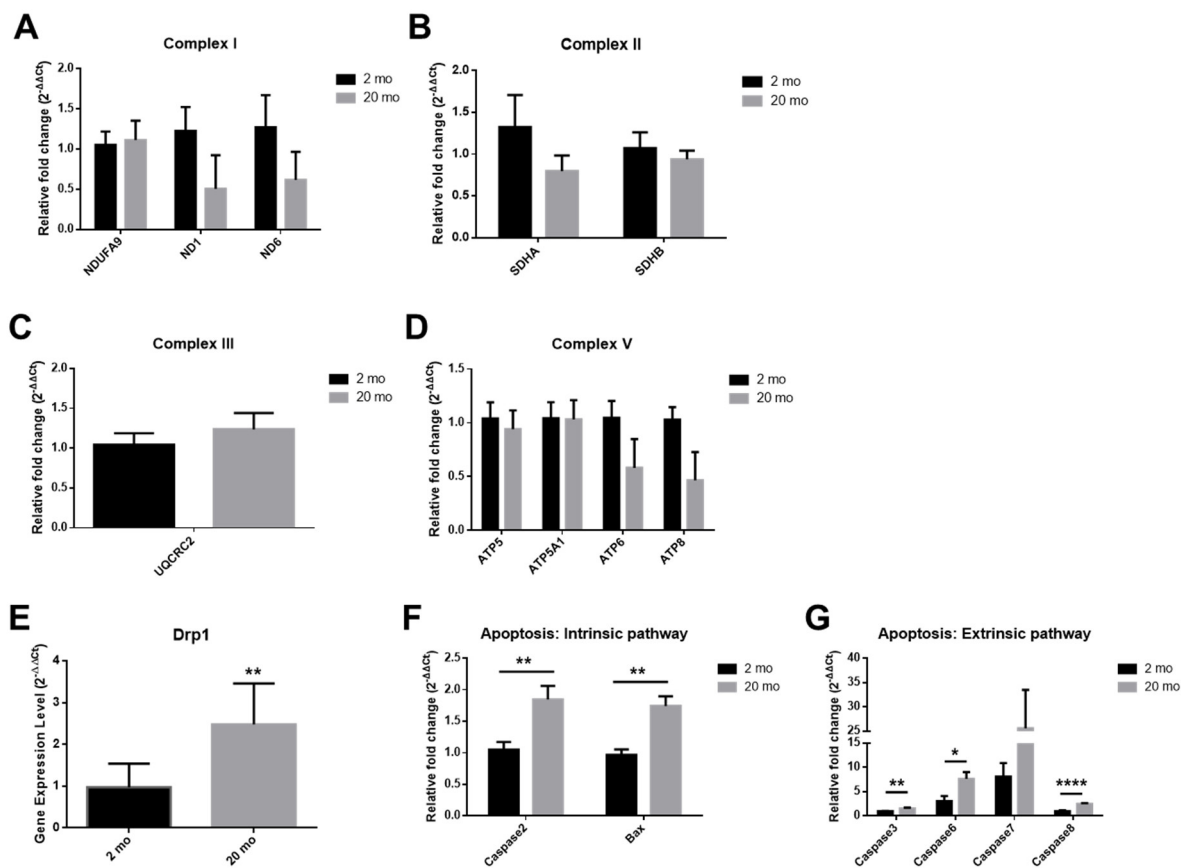 A
Complex I
Relative fold change (2-ΔΔCt)
2.0
1.5
1.0
0.5
0.0
NDUFA9
ND1
ND6
2 mo
20 mo
B
Complex II
Relative fold change (2-ΔΔCt)
2.0
1.5
1.0
0.5
0.0
SDHA
SDHB
2 mo
20 mo
C
Complex III
Relative fold change (2-ΔΔCt)
2.0
1.5
1.0
0.5
0.0
UQCRC2
2 mo
20 mo
D
Complex V
Relative fold change (2-ΔΔCt)
1.5
1.0
0.5
0.0
ATP5
ATP5A1
ATP6
ATP8
2 mo
20 mo
E
Drp1
Gene Expression Level (2-ΔΔCt)
4
3
2
1
0
**
2 mo
20 mo
F
Apoptosis: Intrinsic pathway
Relative fold change (2-ΔΔCt)
2.5
2.0
1.5
1.0
0.5
0.0
**
**
Caspase2
Bax
2 mo
20 mo
G
Apoptosis: Extrinsic pathway
Relative fold change (2-ΔΔCt)
40
35
30
25
15
10
5
0
**
*
****
Caspase3
Caspase6
Caspase7
Caspase8
2 mo
20 mo